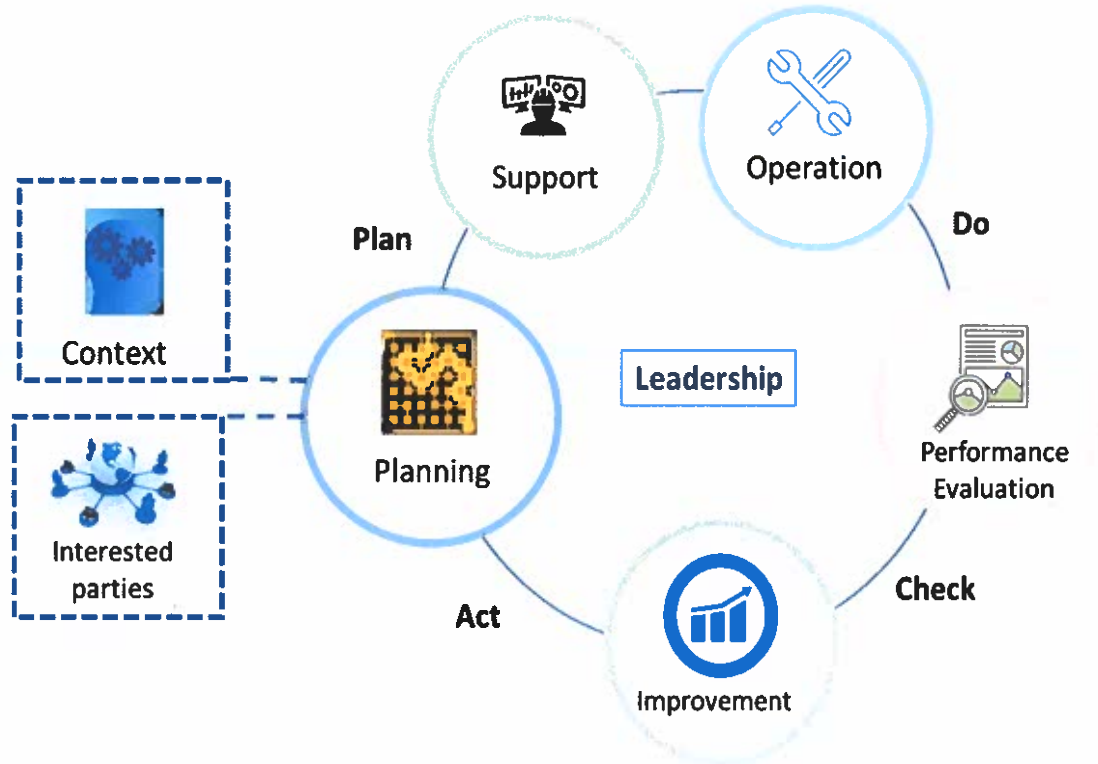 Support
Operation
Plan
Do
Context
Leadership
Planning
Performance
Evaluation
Interested
parties
Act
Check
Improvement